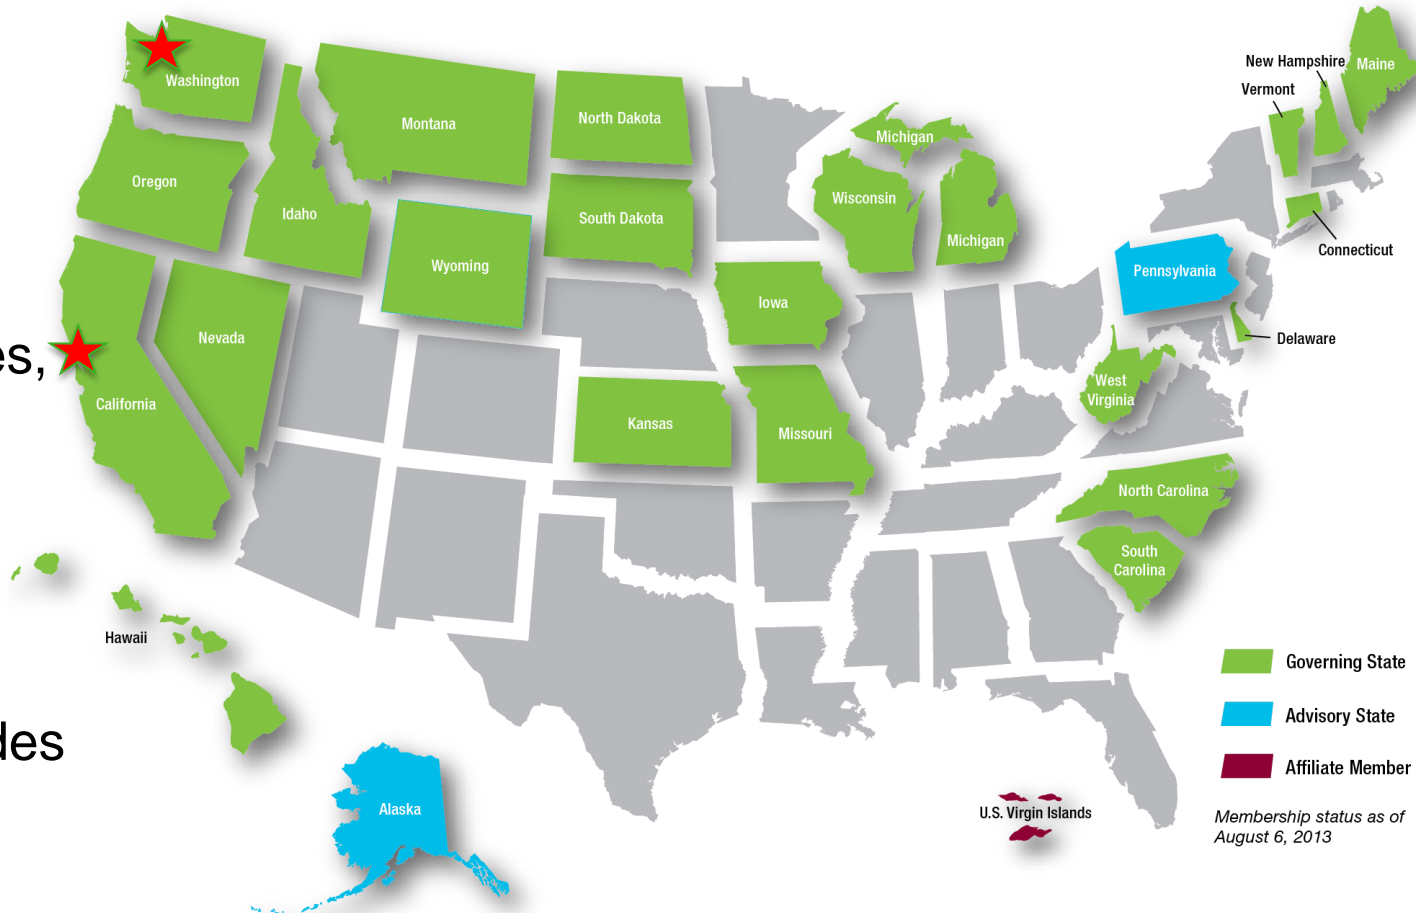 New Hampshire
Maine
Vermont
Washington
Montana
North Dakota
Michigan
Oregon
Idaho
South Dakota
Wisconsin
Michigan
Connecticut
Wyoming
Pennsylvania
Iowa
Nevada
Delaware
es,
California
West
Virginia
Kansas
Missouri
North Carolina
South
Carolina
Hawaii
Governing State
Advisory State
des
Affiliate Member
Alaska
U.S. Virgin Islands
Membership status as of
August 6, 2013